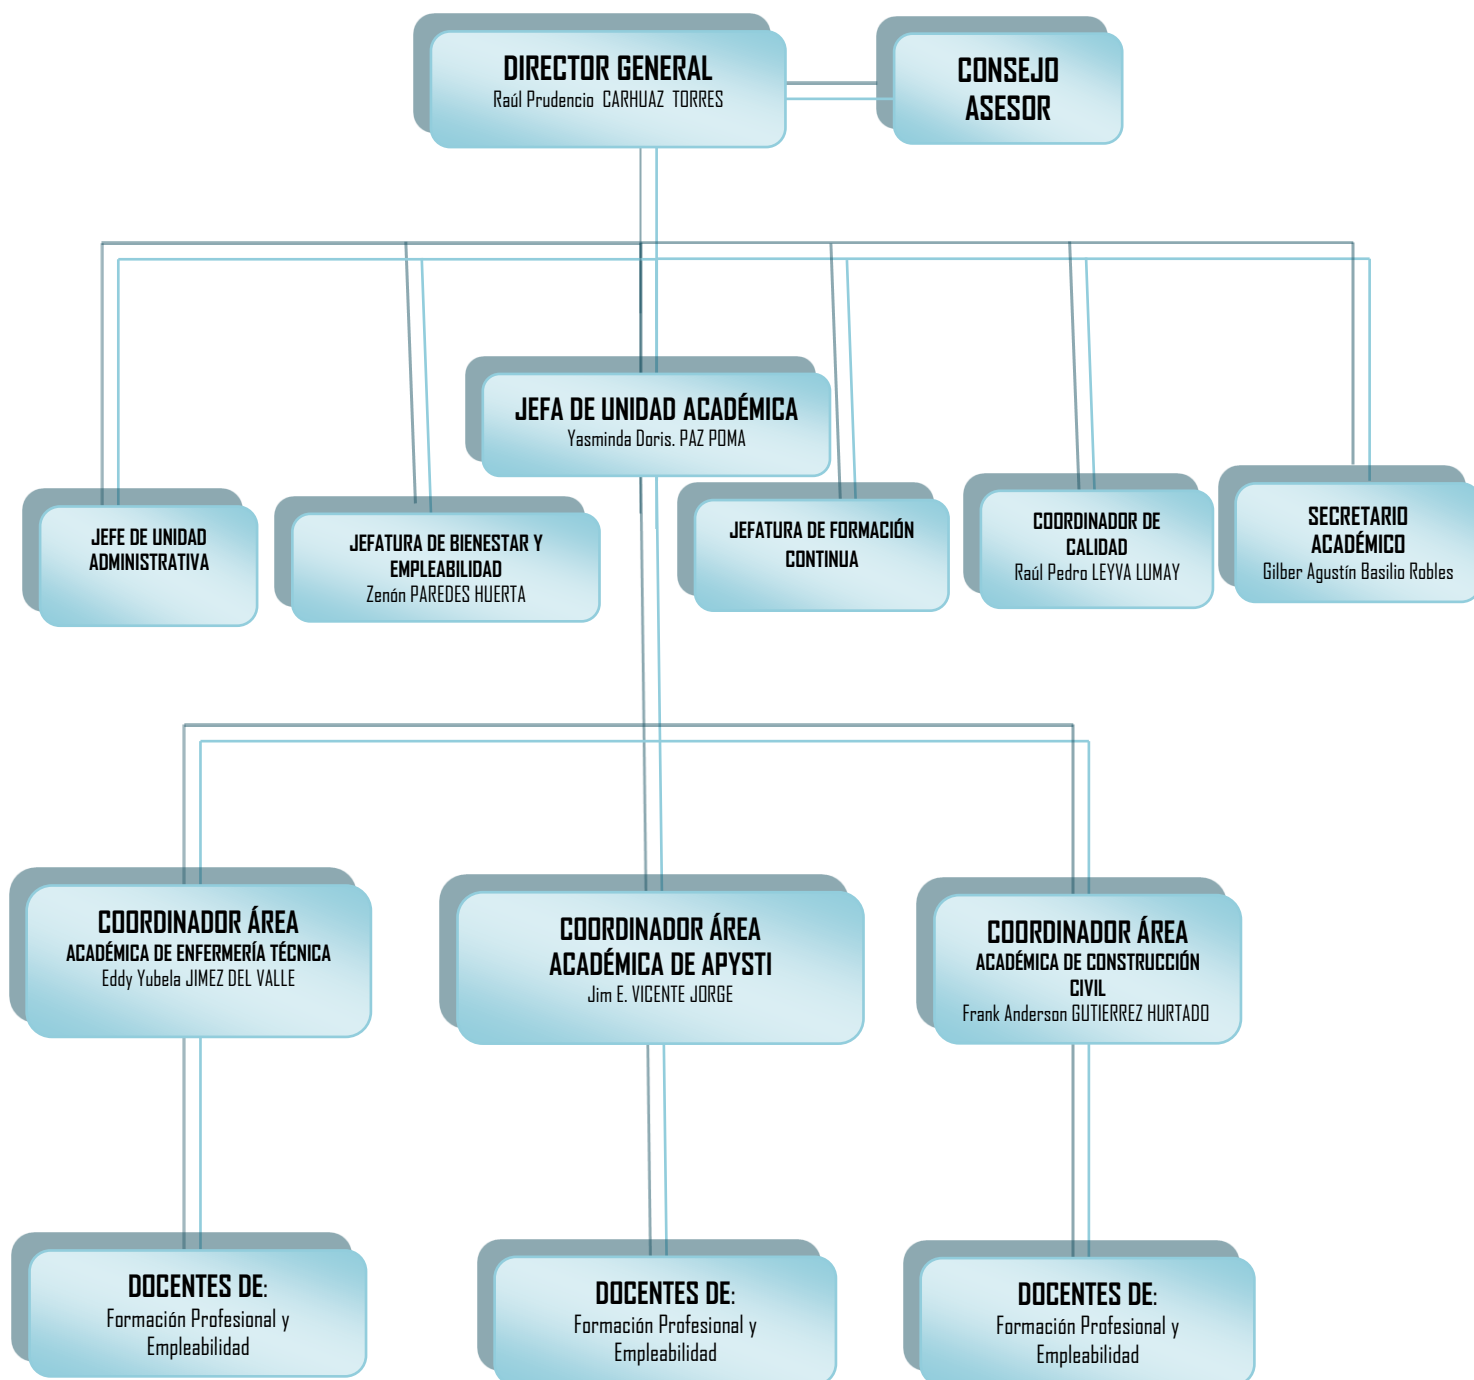 DIRECTOR GENERAL
Raúl Prudencio CARHUAZ TORRES
CONSEJO
ASESOR
JEFA DE UNIDAD ACADÉMICA
Yasminda Doris. PAZ POMA
JEFE DE UNIDAD
ADMINISTRATIVA
JEFATURA DE BIENESTAR Y
EMPLEABILIDAD
Zenón PAREDES HUERTA
JEFATURA DE FORMACIÓN
CONTINUA
COORDINADOR DE
CALIDAD
Raúl Pedro LEYVA LUMAY
SECRETARIO
ACADÉMICO
Gilber Agustín Basilio Robles
COORDINADOR ÁREA
ACADÉMICA DE ENFERMERÍA TÉCNICA
Eddy Yubela JIMEZ DEL VALLE
COORDINADOR ÁREA
ACADÉMICA DE APYSTI
Jim E. VICENTE JORGE
COORDINADOR ÁREA
ACADÉMICA DE CONSTRUCCIÓN
CIVIL
Frank Anderson GUTIERREZ HURTADO
DOCENTES DE:
Formación Profesional y
Empleabilidad
DOCENTES DE:
Formación Profesional y
Empleabilidad
DOCENTES DE:
Formación Profesional y
Empleabilidad